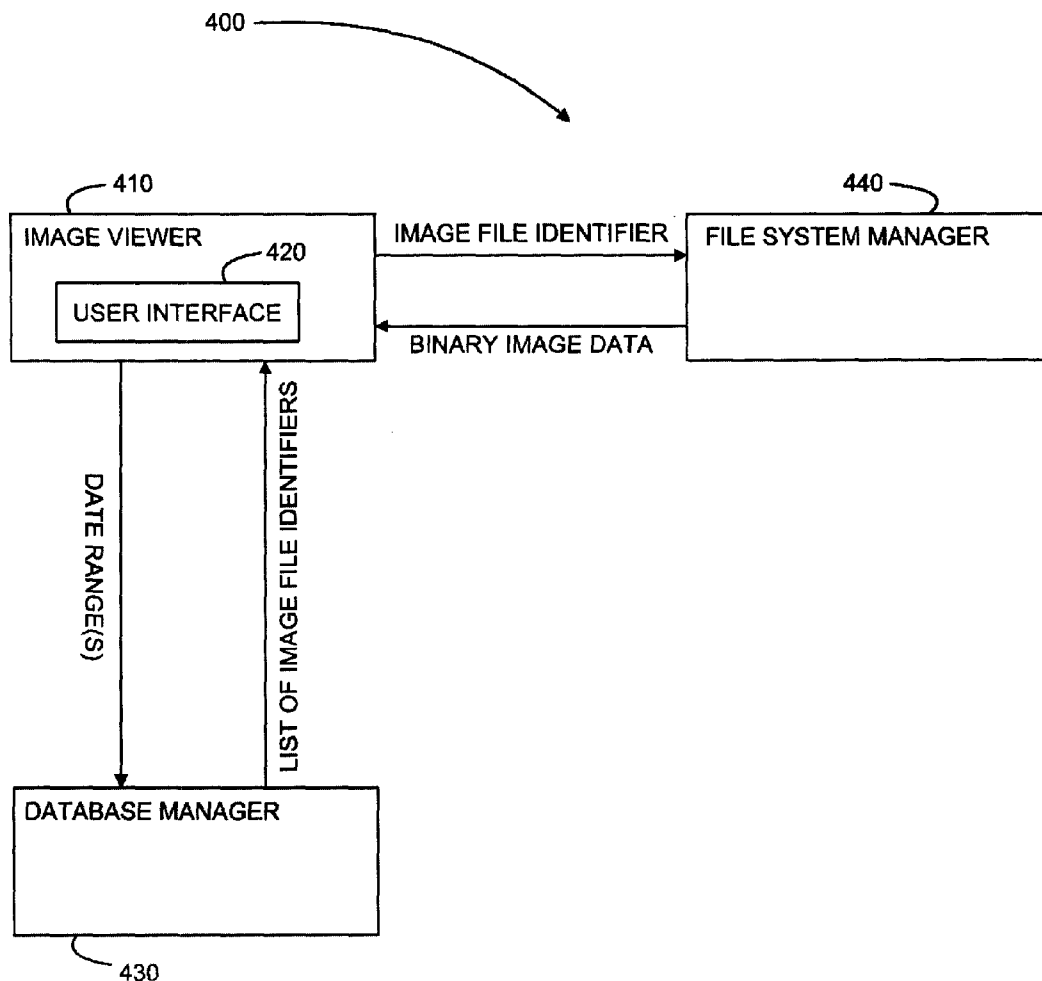 400
410
440
IMAGE VIEWER
IMAGE FILE IDENTIFIER
FILE SYSTEM MANAGER
420
USER INTERFACE
BINARY IMAGE DATA
DATE RANGE(S)
LIST OF IMAGE FILE IDENTIFIERS
DATABASE MANAGER
430